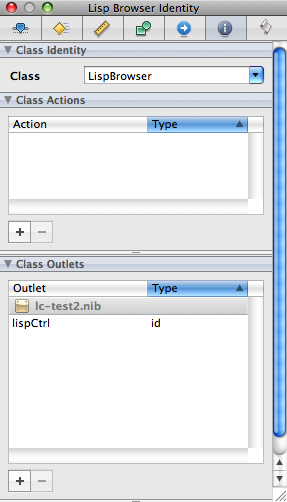 Lisp Browser Identity
Class Identity
Class LispBrowser
Class Actions
Action Type
Class Outlets
Outlet Type
lc-test2.nib
lispCtrl id